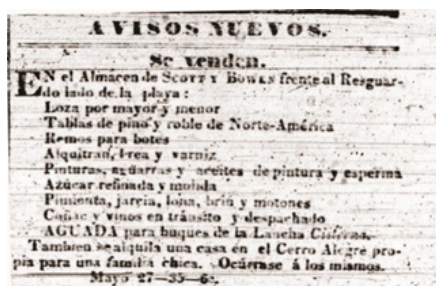 AVISOS NUEVOS.
Se venden.
EN el Almacen de SCOTT Y BOWEN frente al Resguar-
do lado de la playa:
Loza por mayor y menor
Tablas de pino y roble de Norte-América
Remos para botes
Alquitran, brea y varniz
Pinturas, aguarras y aceites de pintura y esperma
Azúcar refinada y molida
Pimienta, jarcia, lona, brin y motones
Coñac y vinos en tránsito y despachado
AGUADA para buques de la Lancha Cisterna.
Tambien se alquila una casa en el Cerro Alegre pro-
pia para una familia chica. Ocúrrase á los mismos.
Mayo 27—35—6